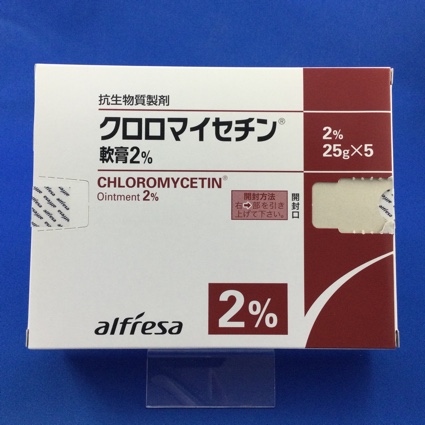 抗生物質製剤
クロロマイセチン®
軟膏2%
CHLOROMYCETIN®
Ointment 2%
2%
25g×5
開封方法
右➡部を引き
上げて下さい。
開封口
2%
alfresa